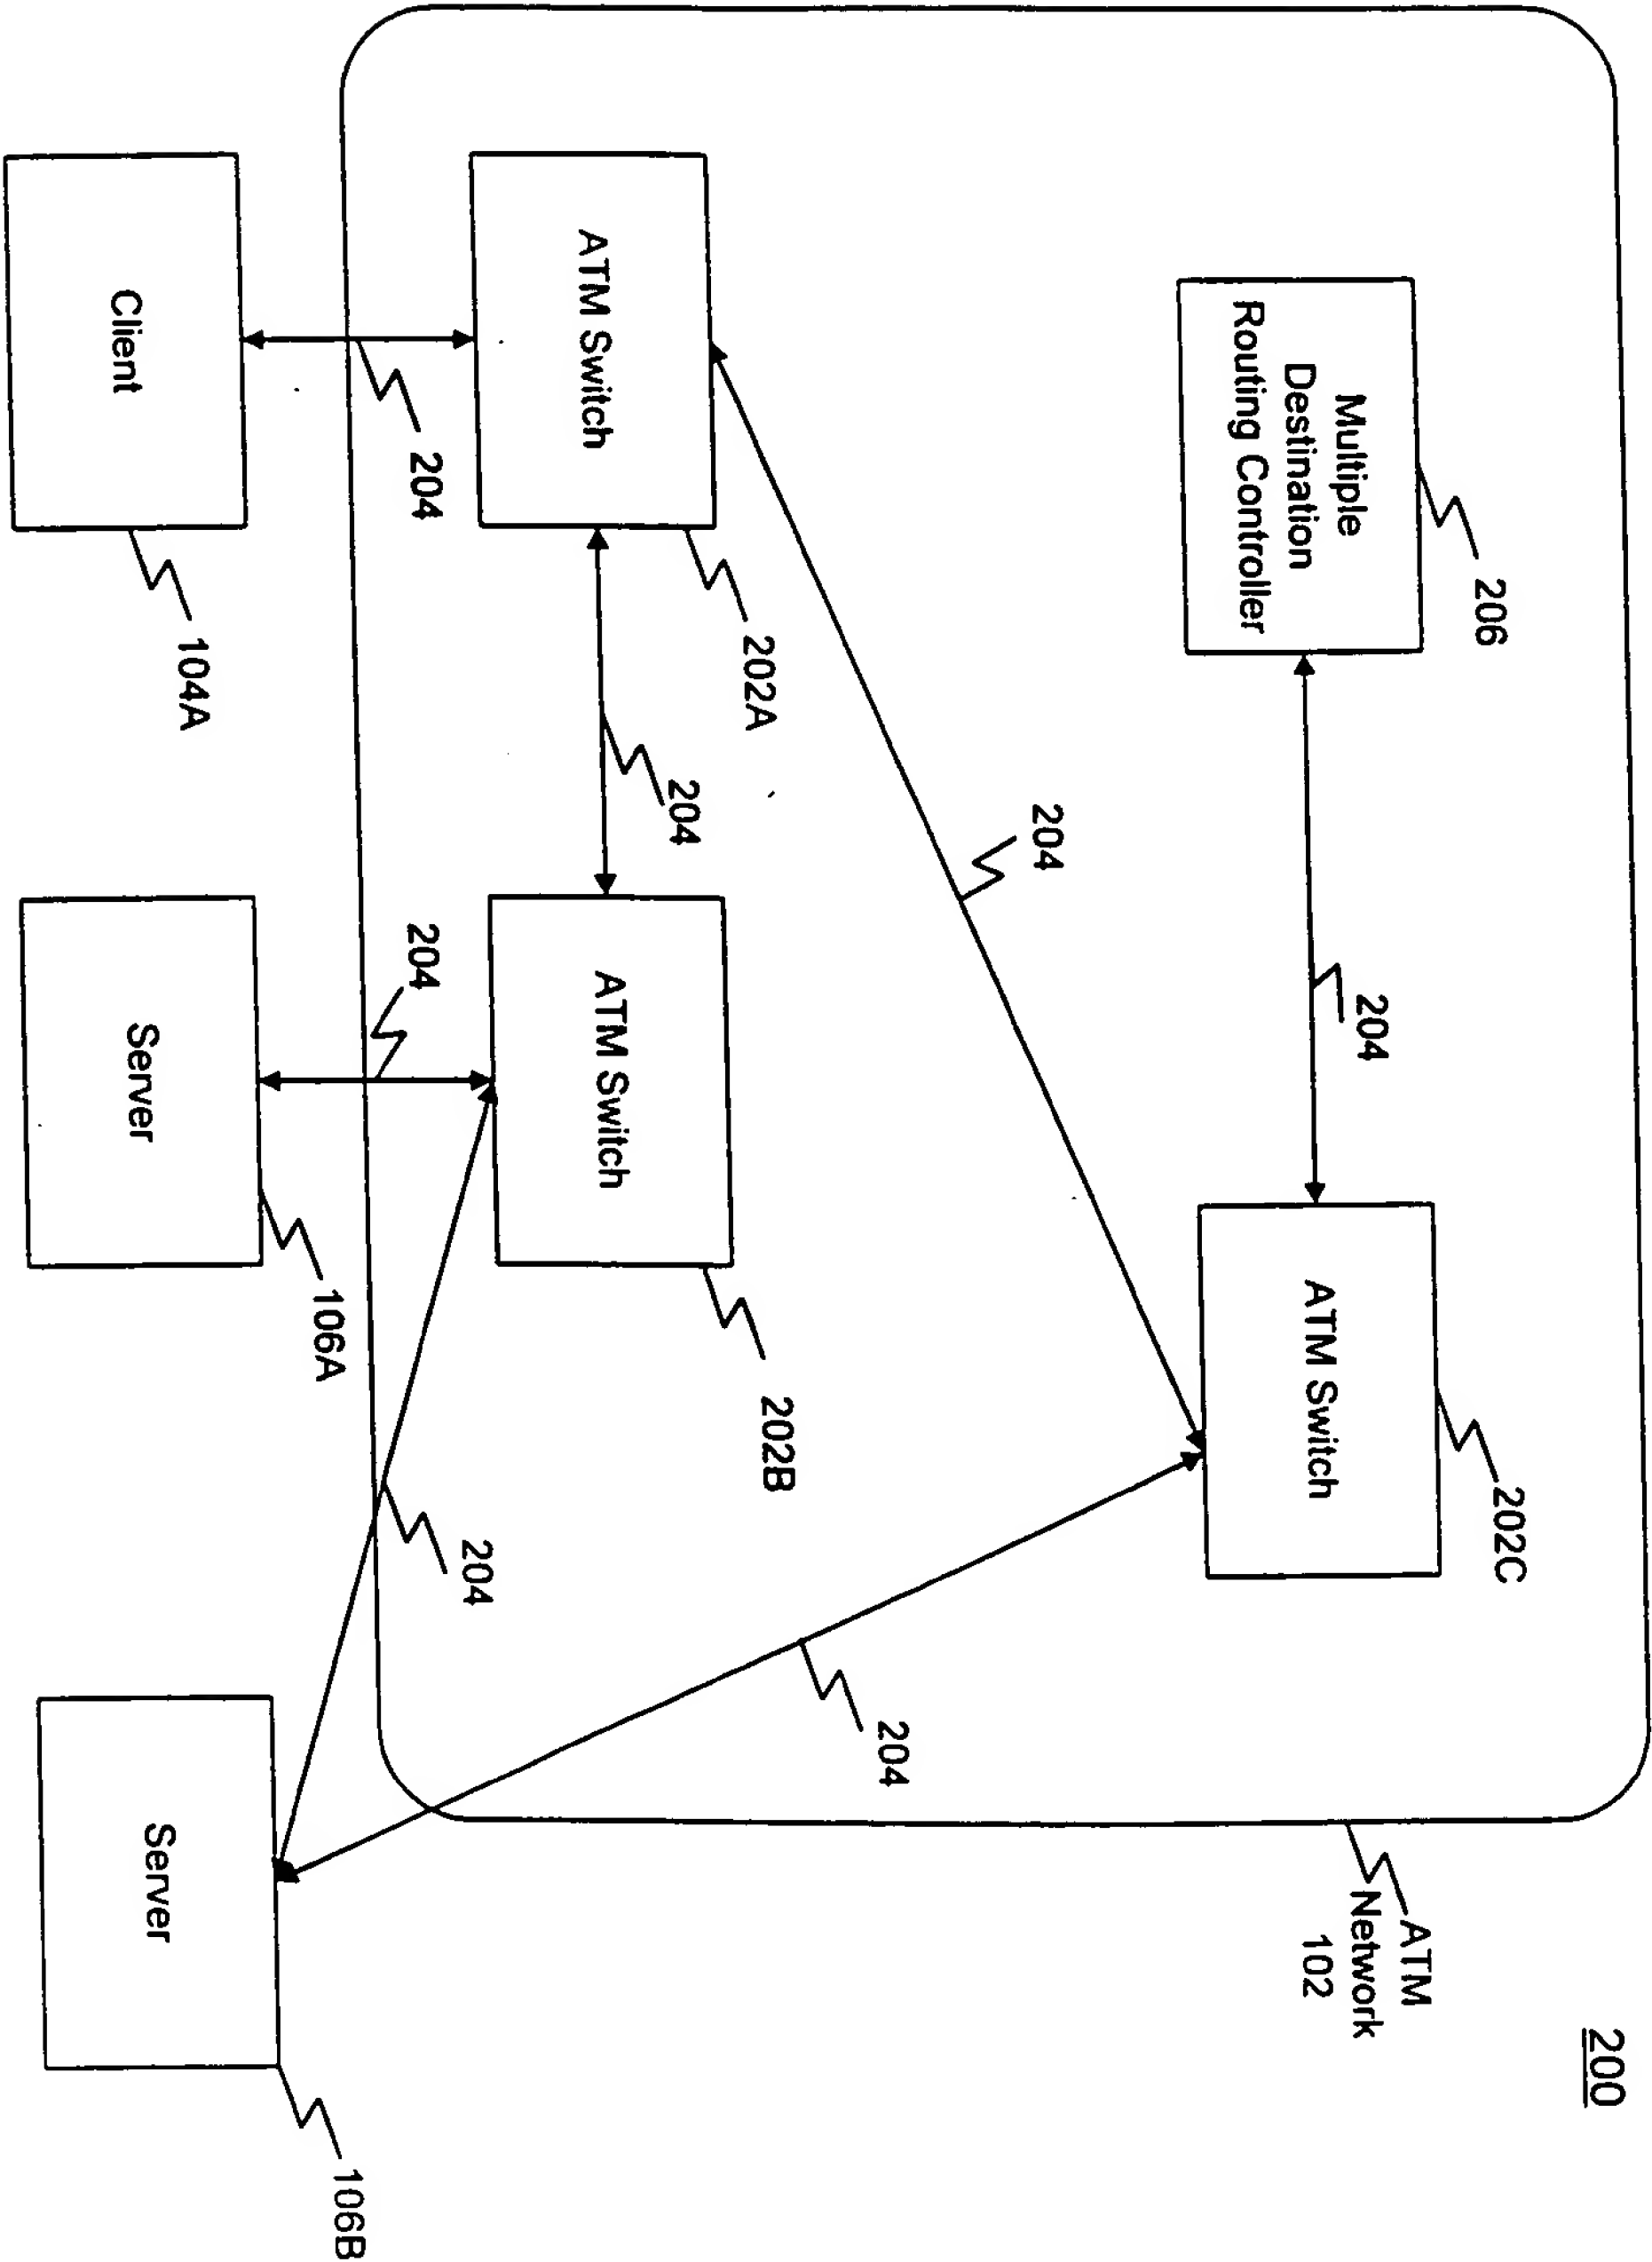 200
ATM
Network
102
206
Multiple
Destination
Routing Controller
204
202C
ATM Switch
204
204
202A
ATM Switch
204
202B
ATM Switch
204
204
204
Client
104A
Server
106A
Server
106B